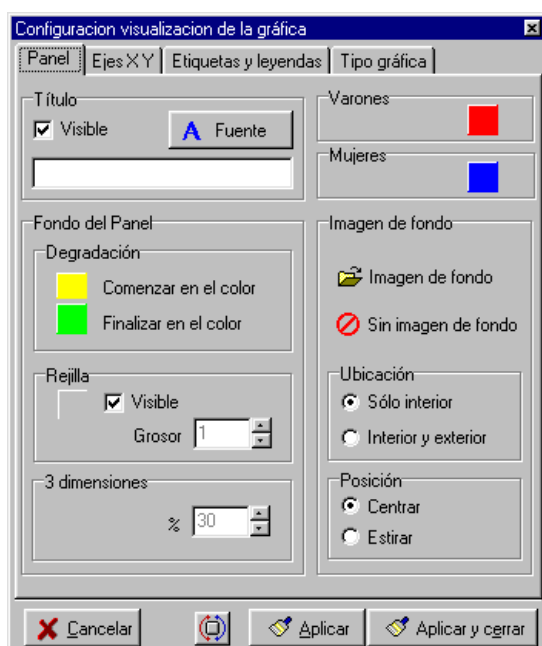 Configuracion visualizacion de la gráfica
Panel Ejes X Y Etiquetas y leyendas Tipo gráfica
Título
Visible
A Fuente
Varones
Mujeres
Fondo del Panel
Degradación
Comenzar en el color
Finalizar en el color
Rejilla
Visible
Grosor 1
3 dimensiones
% 30
Imagen de fondo
Imagen de fondo
Sin imagen de fondo
Ubicación
Sólo interior
Interior y exterior
Posición
Centrar
Estirar
Cancelar Aplicar Aplicar y cerrar